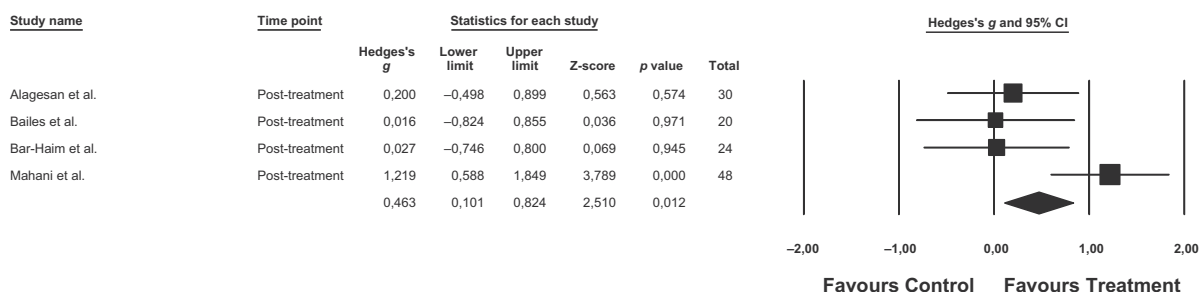 Study name Time point Statistics for each study Hedges's g and 95% CI
Hedges's g Lower limit Upper limit Z-score p value Total
Alagesan et al. Post-treatment 0,200 –0,498 0,899 0,563 0,574 30
Bailes et al. Post-treatment 0,016 –0,824 0,855 0,036 0,971 20
Bar-Haim et al. Post-treatment 0,027 –0,746 0,800 0,069 0,945 24
Mahani et al. Post-treatment 1,219 0,588 1,849 3,789 0,000 48
0,463 0,101 0,824 2,510 0,012
–2,00 –1,00 0,00 1,00 2,00
Favours Control Favours Treatment